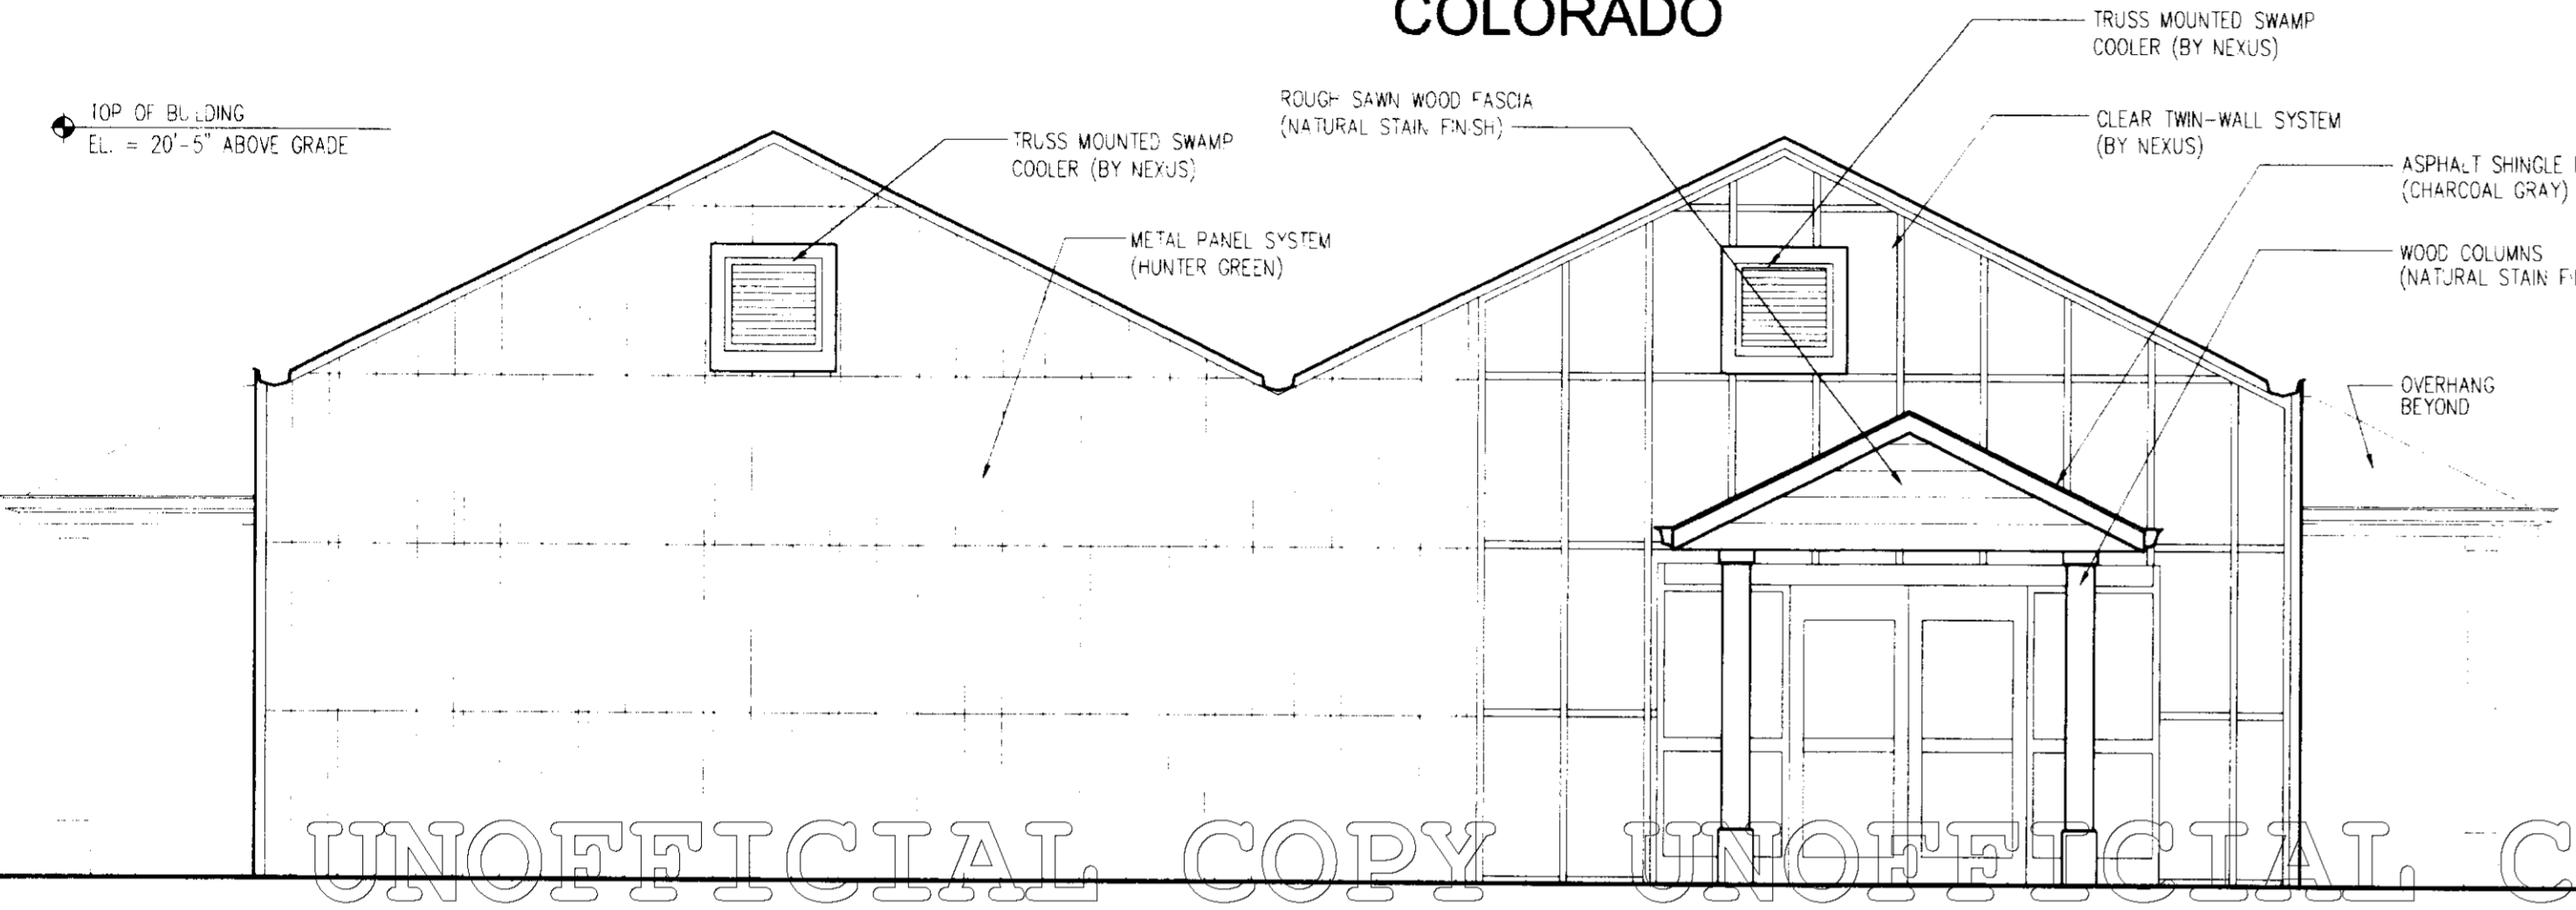 COLORADO
TOP OF BUILDING
EL. = 20'-5" ABOVE GRADE
TRUSS MOUNTED SWAMP
COOLER (BY NEXUS)
METAL PANEL SYSTEM
(HUNTER GREEN)
ROUGH SAWN WOOD FASCIA
(NATURAL STAIN FINISH)
TRUSS MOUNTED SWAMP
COOLER (BY NEXUS)
CLEAR TWIN-WALL SYSTEM
(BY NEXUS)
ASPHALT SHINGLE
(CHARCOAL GRAY)
WOOD COLUMNS
(NATURAL STAIN
OVERHANG
BEYOND
UNOFFICIAL COPY UNOFFICIAL C